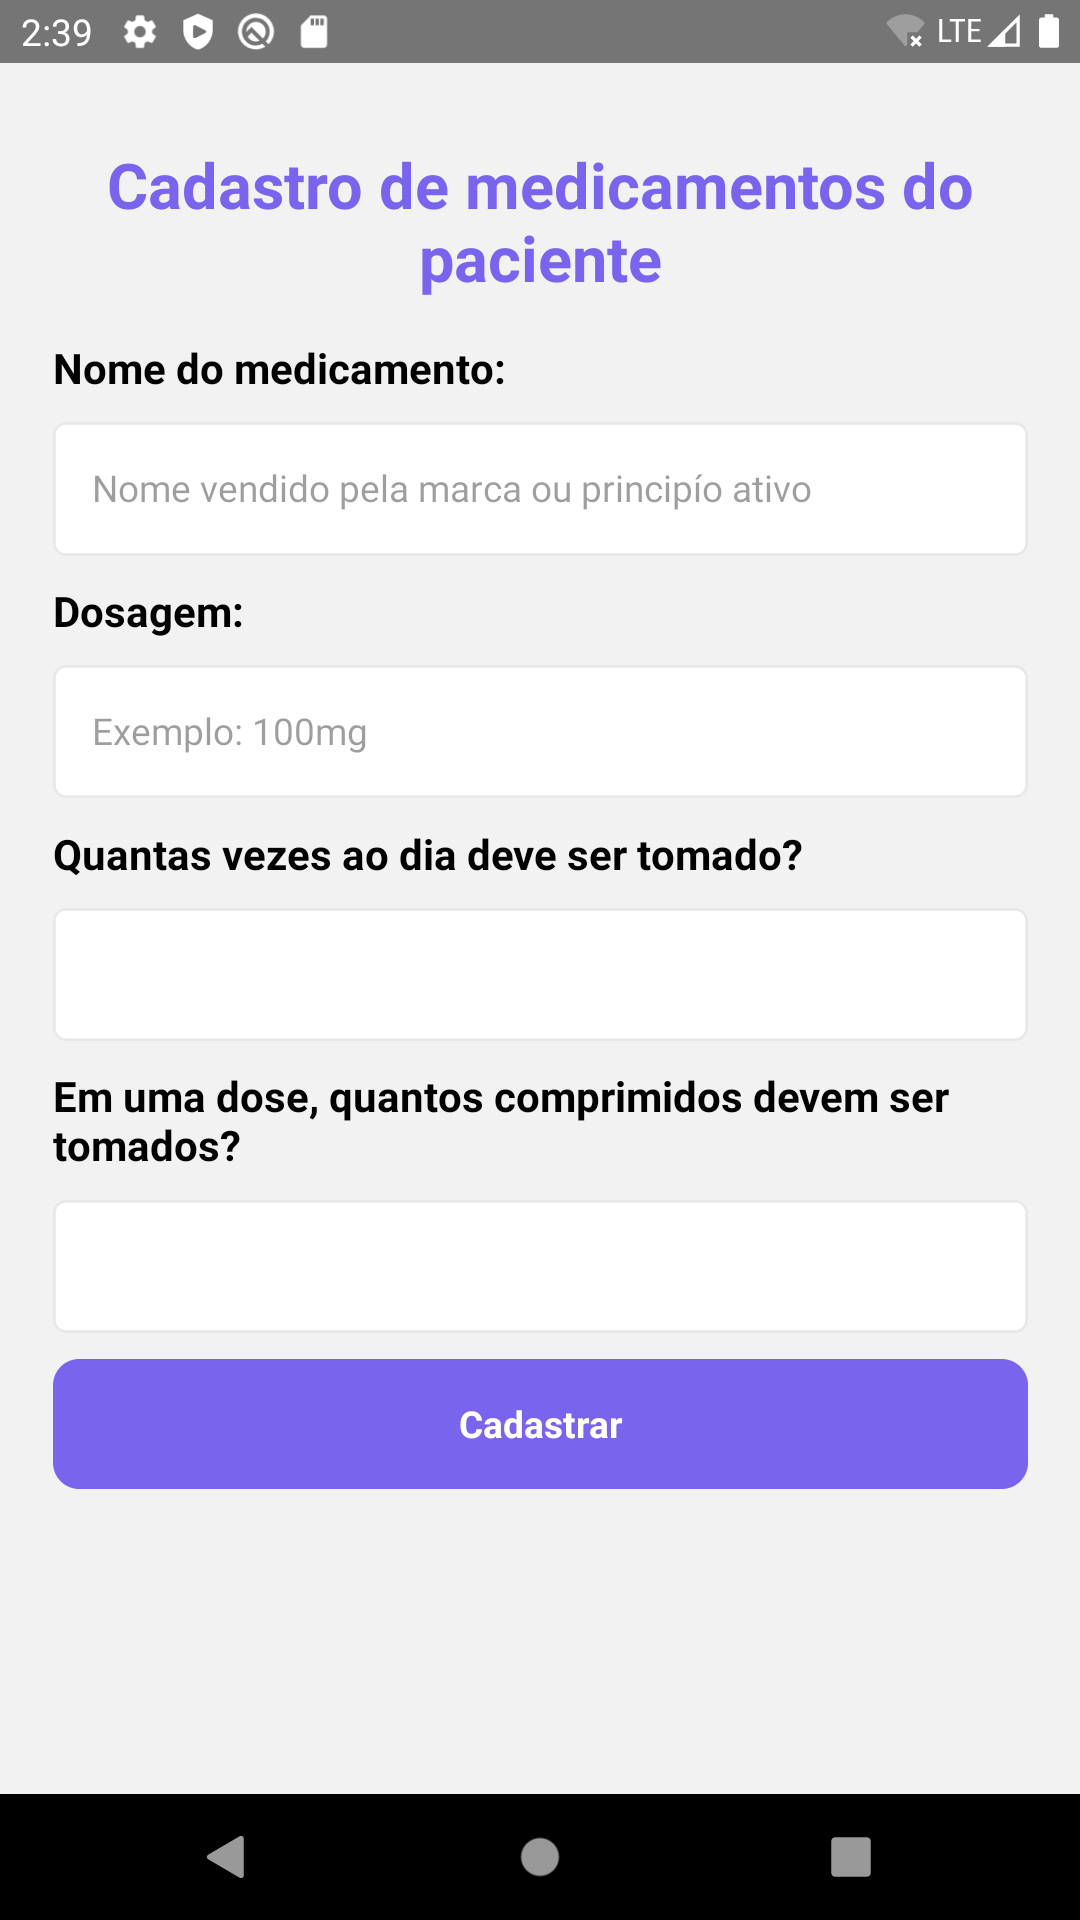 2:39
LTE
Cadastro de medicamentos do
paciente
Nome do medicamento:
Nome vendido pela marca ou principío ativo
Dosagem:
Exemplo: 100mg
Quantas vezes ao dia deve ser tomado?
Em uma dose, quantos comprimidos devem ser
tomados?
Cadastrar